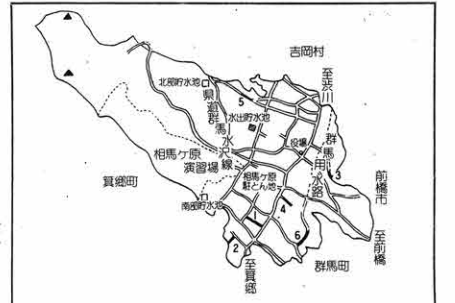 吉岡村
至渋川
北部貯水池
県道群馬水沢線
5
水出貯水池
役場
群馬用水路
相馬ヶ原
演習場
相馬ヶ原
駐とん地
3
前橋市
箕郷町
南部貯水池
1
4
至前橋
2
6
至箕郷
群馬町